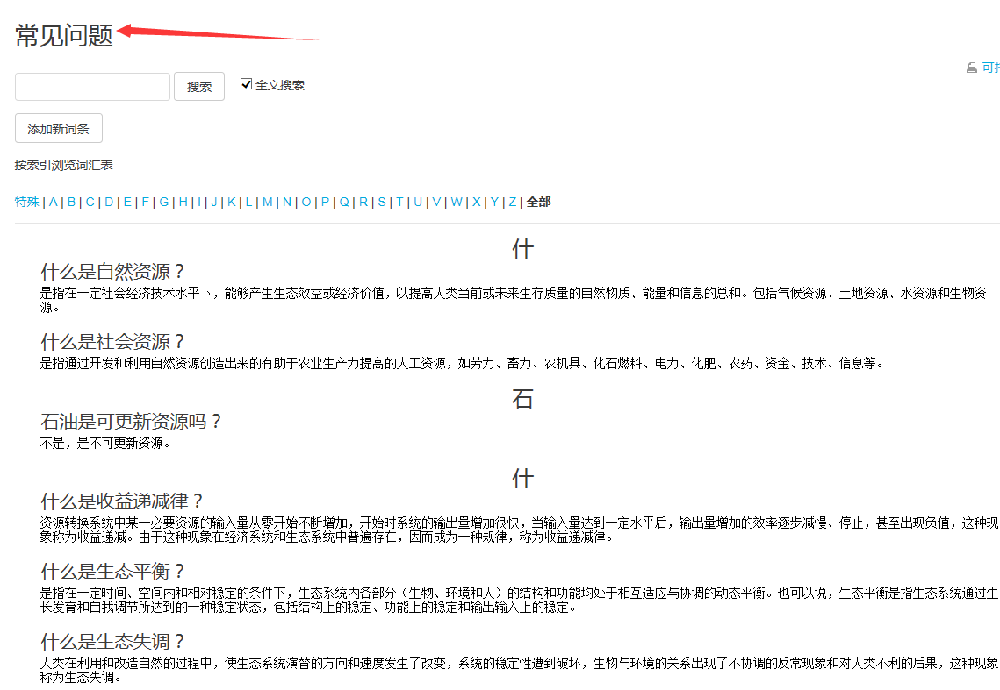 常见问题
可打
搜索 全文搜索
添加新词条
按索引浏览词汇表
特殊 | A | B | C | D | E | F | G | H | I | J | K | L | M | N | O | P | Q | R | S | T | U | V | W | X | Y | Z | 全部
什
什么是自然资源？
是指在一定社会经济技术水平下，能够产生生态效益或经济价值，以提高人类当前或未来生存质量的自然物质、能量和信息的总和。包括气候资源、土地资源、水资源和生物资
源。
什么是社会资源？
是指通过开发和利用自然资源创造出来的有助于农业生产力提高的人工资源，如劳力、畜力、农机具、化石燃料、电力、化肥、农药、资金、技术、信息等。
石
石油是可更新资源吗？
不是，是不可更新资源。
什
什么是收益递减律？
资源转换系统中某一必要资源的输入量从零开始不断增加，开始时系统的输出量增加很快，当输入量达到一定水平后，输出量增加的效率逐步减慢、停止，甚至出现负值，这种现
象称为收益递减。由于这种现象在经济系统和生态系统中普遍存在，因而成为一种规律，称为收益递减律。
什么是生态平衡？
是指在一定时间、空间内和相对稳定的条件下，生态系统内各部分（生物、环境和人）的结构和功能均处于相互适应与协调的动态平衡。也可以说，生态平衡是指生态系统通过生
长发育和自我调节所达到的一种稳定状态，包括结构上的稳定、功能上的稳定和输出输入上的稳定。
什么是生态失调？
人类在利用和改造自然的过程中，使生态系统演替的方向和速度发生了改变，系统的稳定性遭到破坏，生物与环境的关系出现了不协调的反常现象和对人类不利的后果，这种现象
称为生态失调。